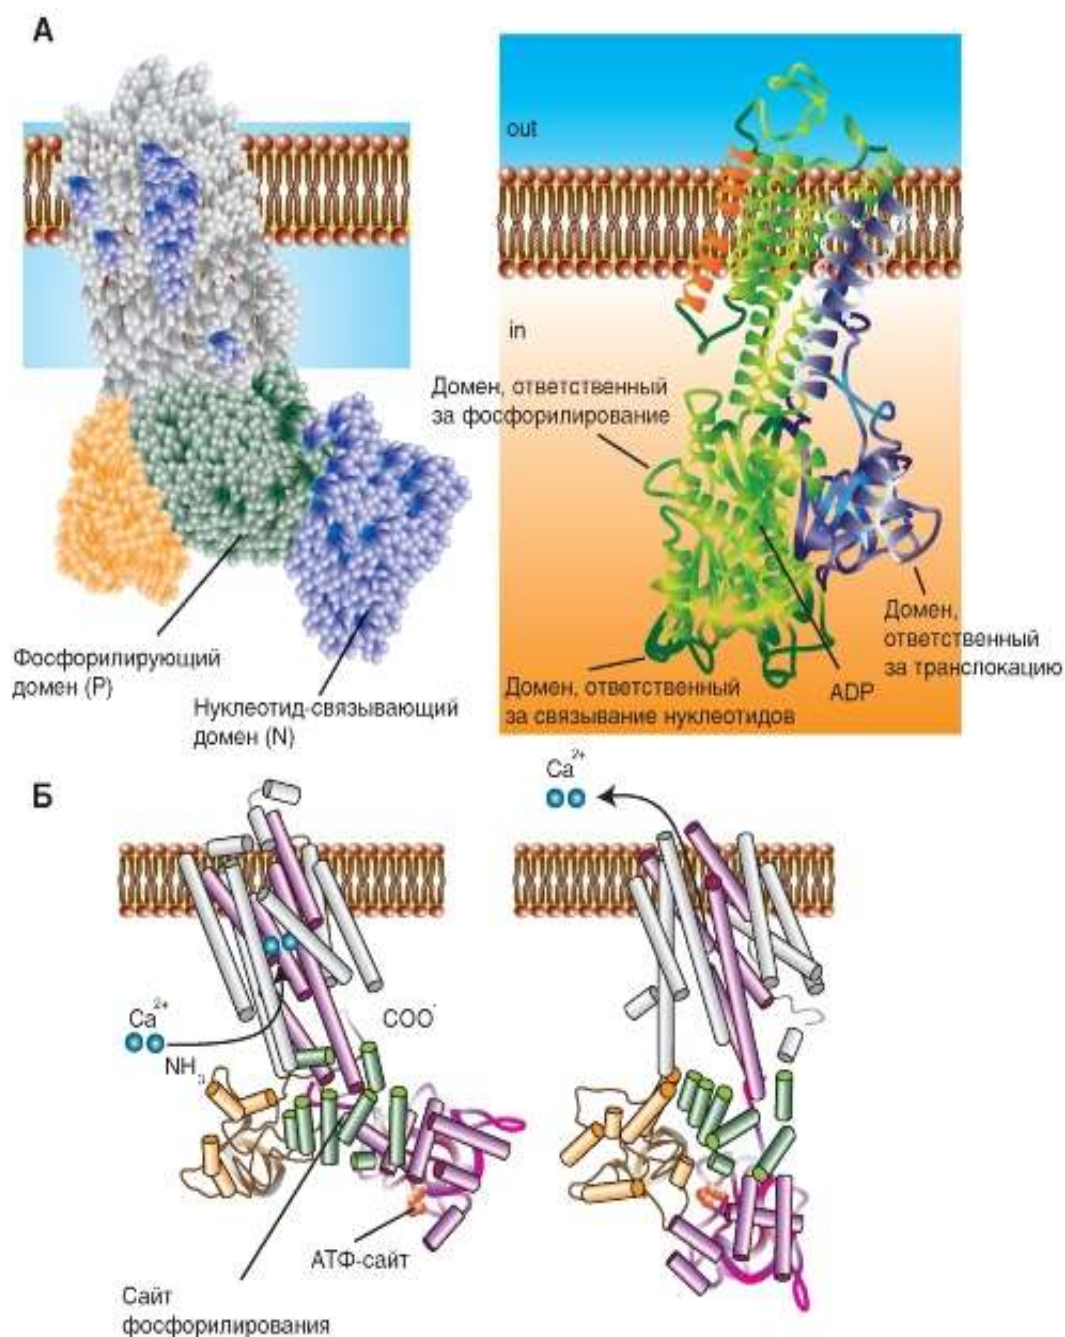 А
out
in
Домен, ответственный
за фосфорилирование
Фосфорилирующий
домен (P)
Нуклеотид-связывающий
домен (N)
Домен, ответственный
за связывание нуклеотидов
ADP
Домен,
ответственный
за транслокацию
Б
Ca2+
Ca2+
NH3
COO-
АТФ-сайт
Сайт
фосфорилирования